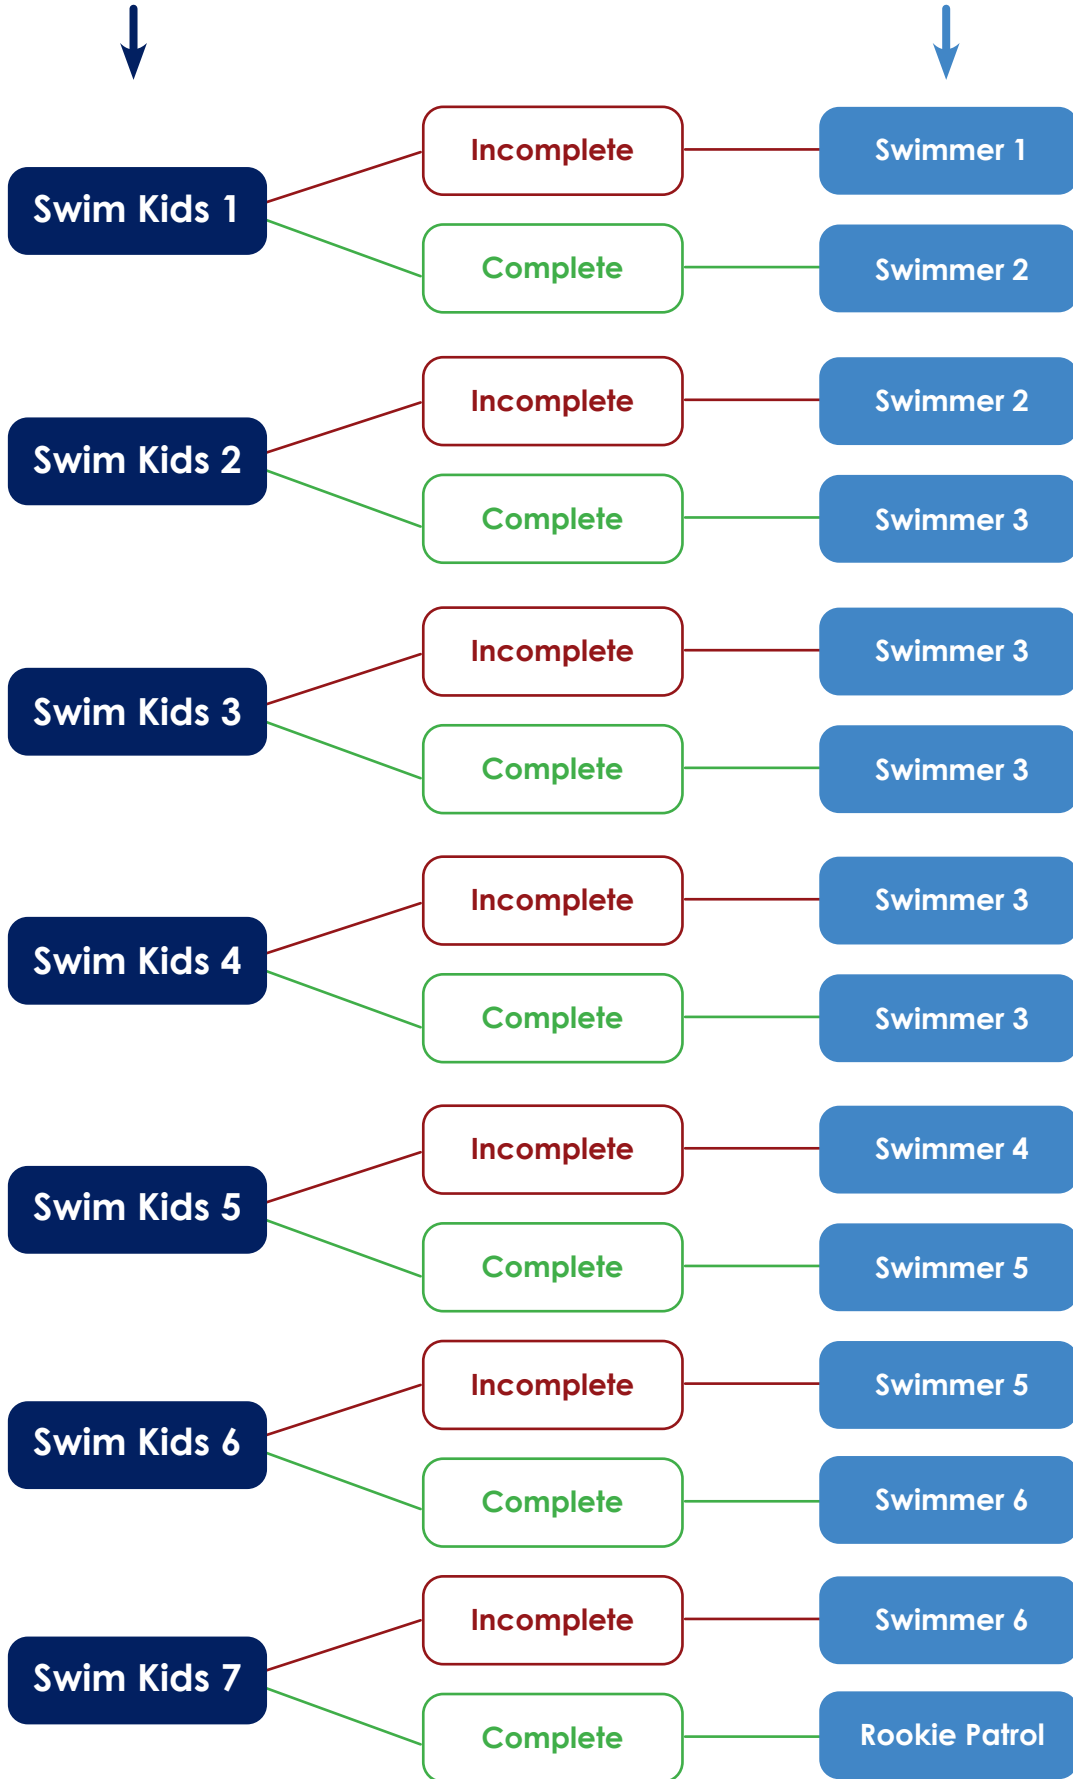 Incomplete
Swimmer 1
Swim Kids 1
Complete
Swimmer 2
Incomplete
Swimmer 2
Swim Kids 2
Complete
Swimmer 3
Incomplete
Swimmer 3
Swim Kids 3
Complete
Swimmer 3
Incomplete
Swimmer 3
Swim Kids 4
Complete
Swimmer 3
Incomplete
Swimmer 4
Swim Kids 5
Complete
Swimmer 5
Incomplete
Swimmer 5
Swim Kids 6
Complete
Swimmer 6
Incomplete
Swimmer 6
Swim Kids 7
Complete
Rookie Patrol